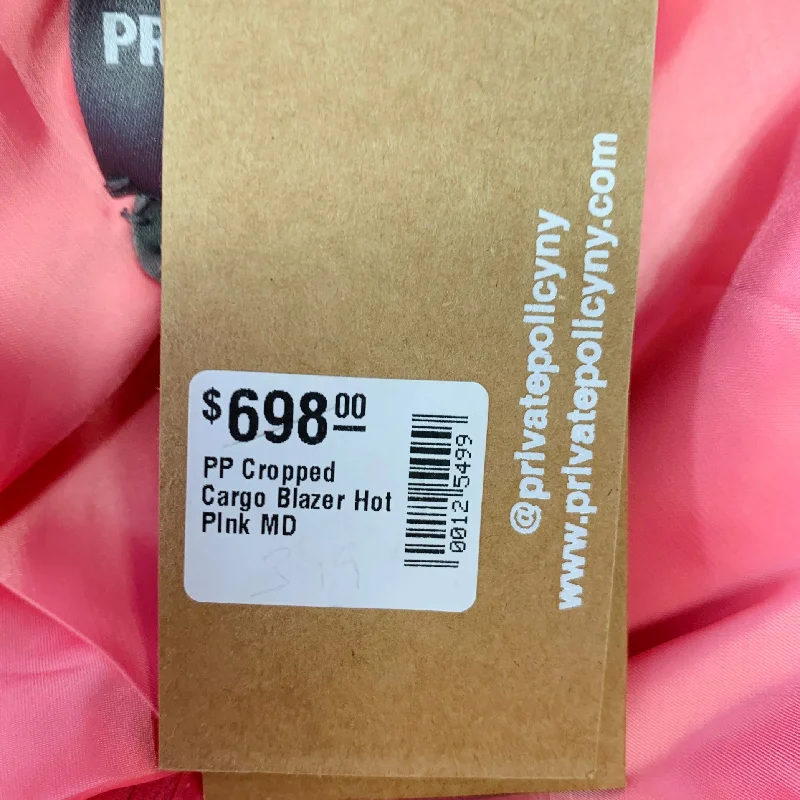 PR
$698.00
PP Cropped
Cargo Blazer Hot
PInk MD
0012 5499
@privatepolicyny
www.privatepolicyny.com